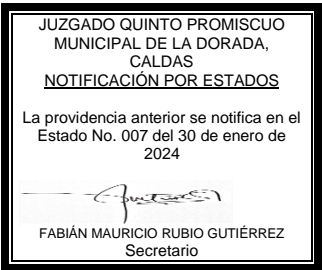 JUZGADO QUINTO PROMISCUO
MUNICIPAL DE LA DORADA,
CALDAS
NOTIFICACIÓN POR ESTADOS
La providencia anterior se notifica en el
Estado No. 007 del 30 de enero de
2024
FABIÁN MAURICIO RUBIO GUTIÉRREZ
Secretario